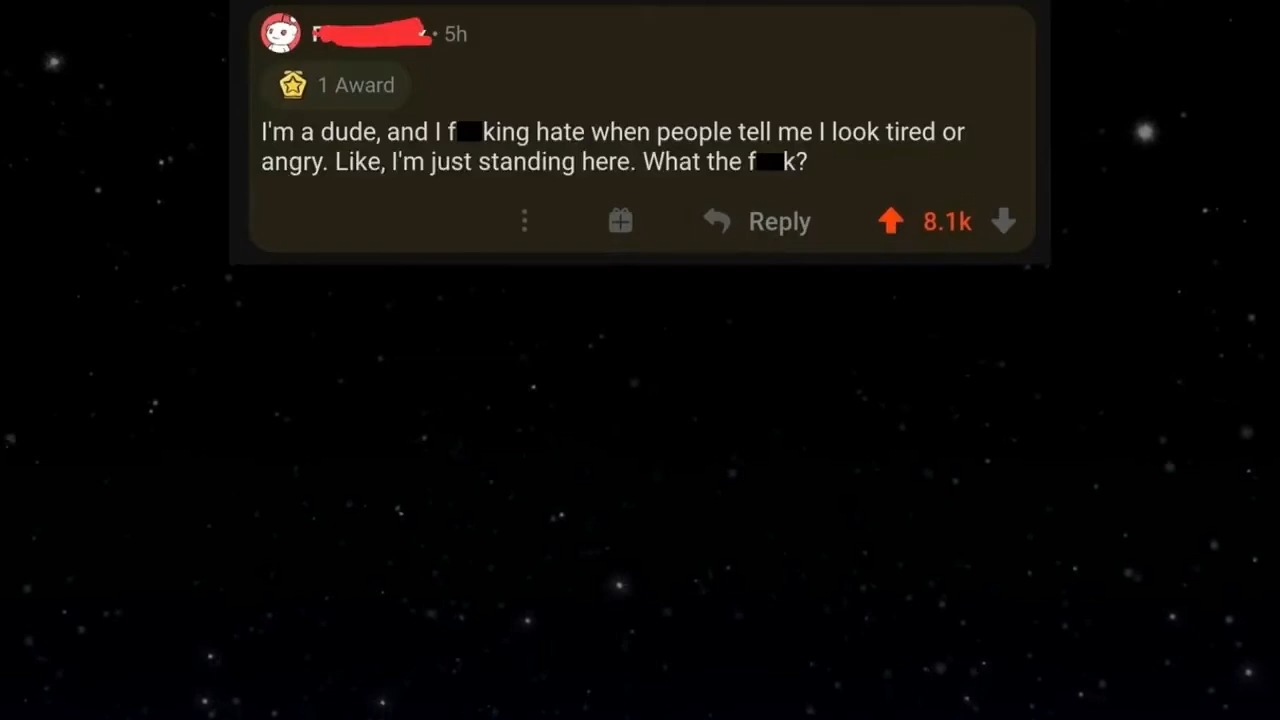 • 5h
1 Award
I'm a dude, and I f king hate when people tell me I look tired or
angry. Like, I'm just standing here. What the f k?
Reply 8.1k